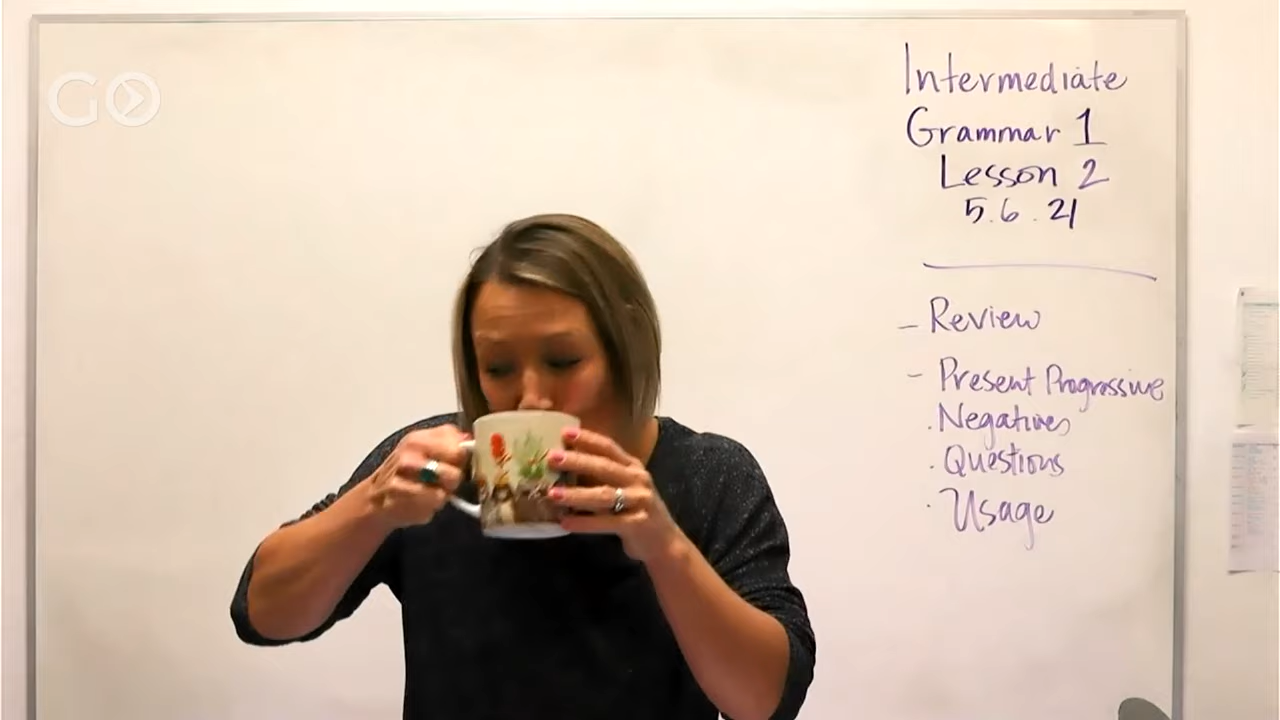 GO
Intermediate
Grammar 1
Lesson 2
5.6.21
- Review
- Present Progressive
. Negatives
. Questions
. Usage